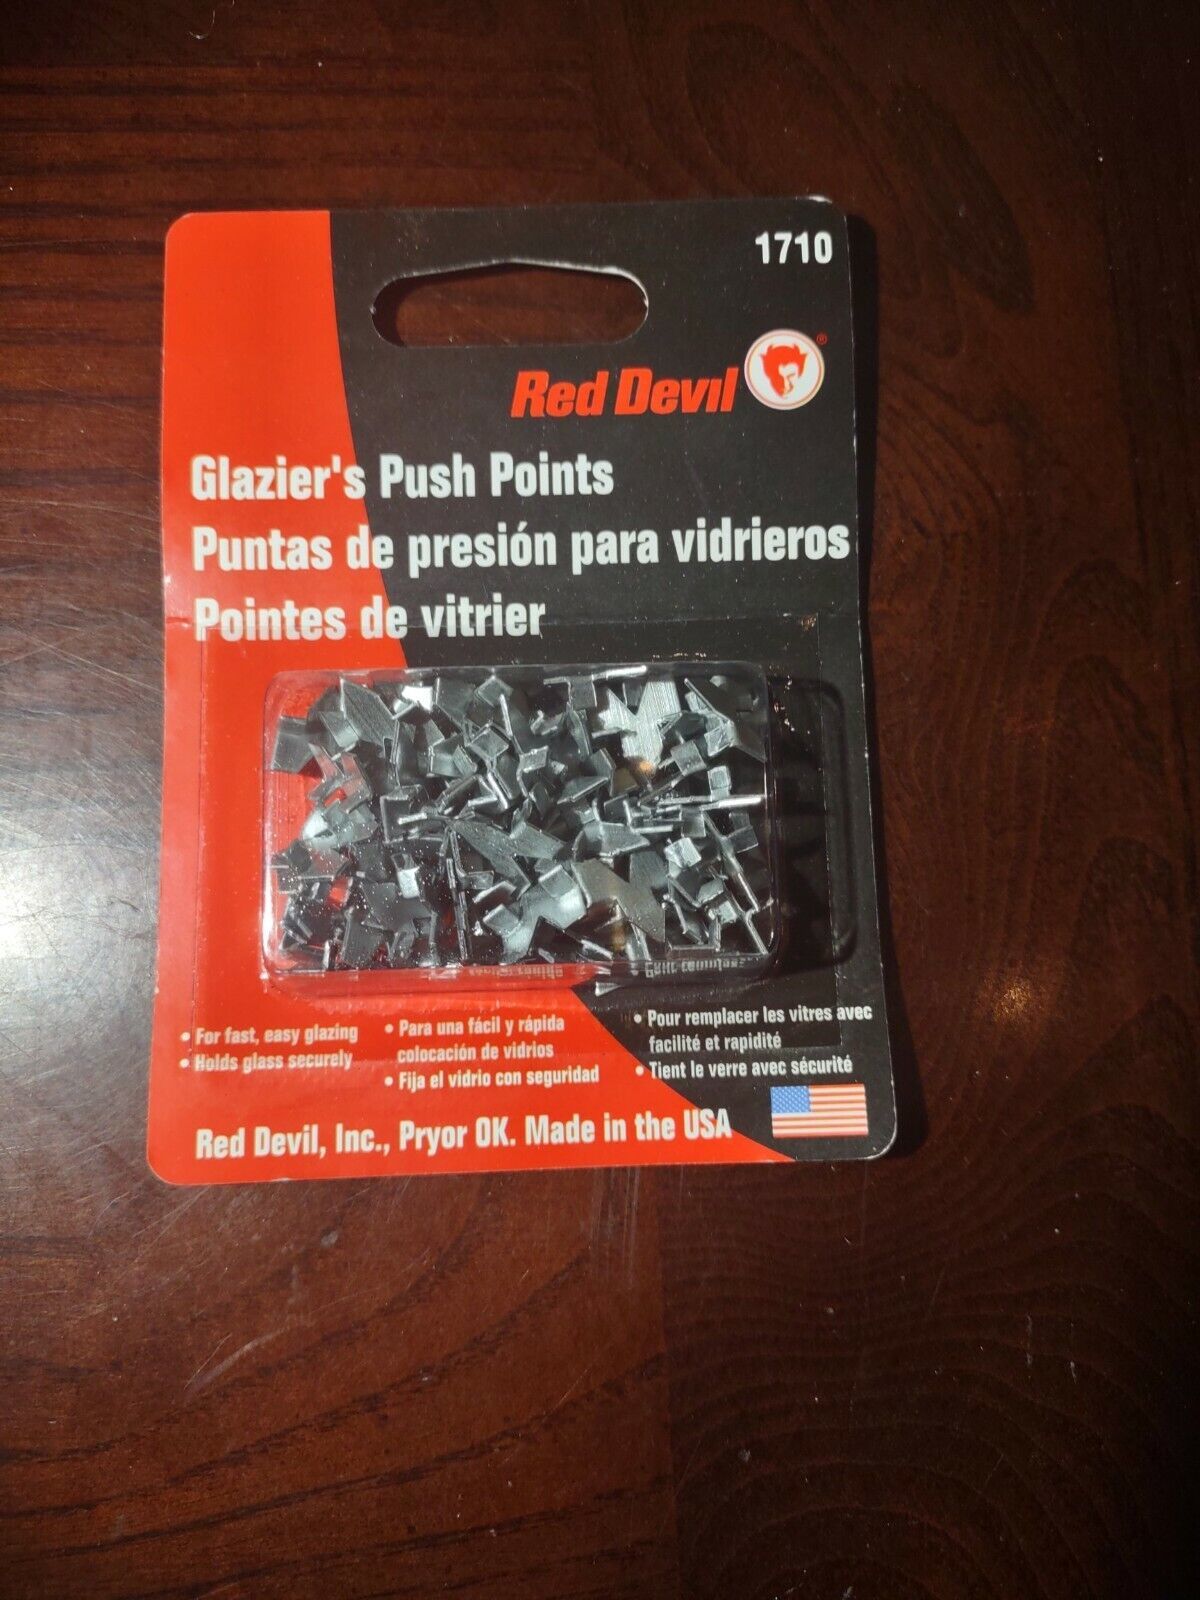 1710
Red Devil ®
Glazier's Push Points
Puntas de presión para vidrieros
Pointes de vitrier
• For fast, easy glazing
• Holds glass securely
• Para una fácil y rápida
colocación de vidrios
• Fija el vidrio con seguridad
• Pour remplacer les vitres avec
facilité et rapidité
• Tient le verre avec sécurité
Red Devil, Inc., Pryor OK. Made in the USA